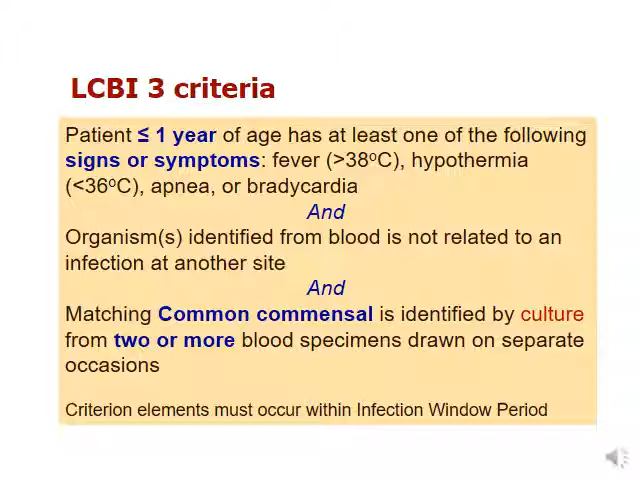 LCBI 3 criteria
Patient ≤ 1 year of age has at least one of the following
signs or symptoms: fever (>38ºC), hypothermia
(<36ºC), apnea, or bradycardia
And
Organism(s) identified from blood is not related to an
infection at another site
And
Matching Common commensal is identified by culture
from two or more blood specimens drawn on separate
occasions
Criterion elements must occur within Infection Window Period